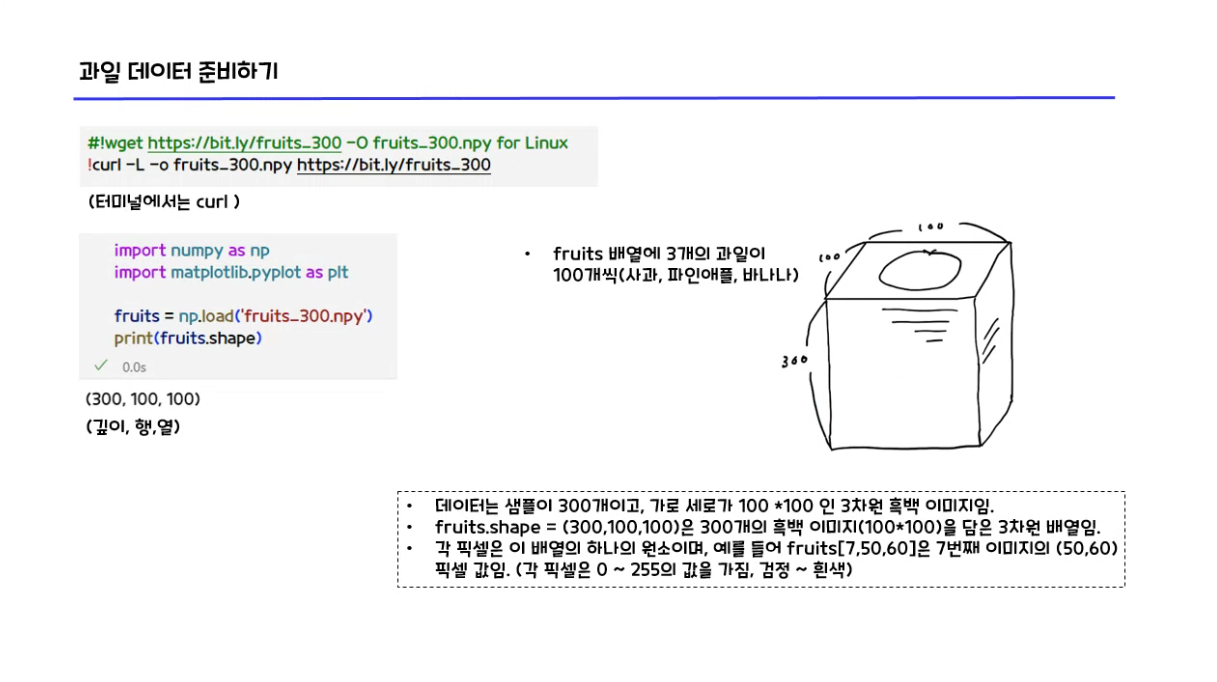 과일 데이터 준비하기
#!wget https://bit.ly/fruits_300 -O fruits_300.npy for Linux
!curl -L -o fruits_300.npy https://bit.ly/fruits_300
(터미널에서는 curl )
import numpy as np
import matplotlib.pyplot as plt
fruits = np.load('fruits_300.npy')
print(fruits.shape)
✓ 0.0s
(300, 100, 100)
(깊이, 행,열)
• fruits 배열에 3개의 과일이
100개씩(사과, 파인애플, 바나나)
100
100
300
• 데이터는 샘플이 300개이고, 가로 세로가 100 *100 인 3차원 흑백 이미지임.
• fruits.shape = (300,100,100)은 300개의 흑백 이미지(100*100)을 담은 3차원 배열임.
• 각 픽셀은 이 배열의 하나의 원소이며, 예를 들어 fruits[7,50,60]은 7번째 이미지의 (50,60)
픽셀 값임. (각 픽셀은 0 ~ 255의 값을 가짐, 검정 ~ 흰색)